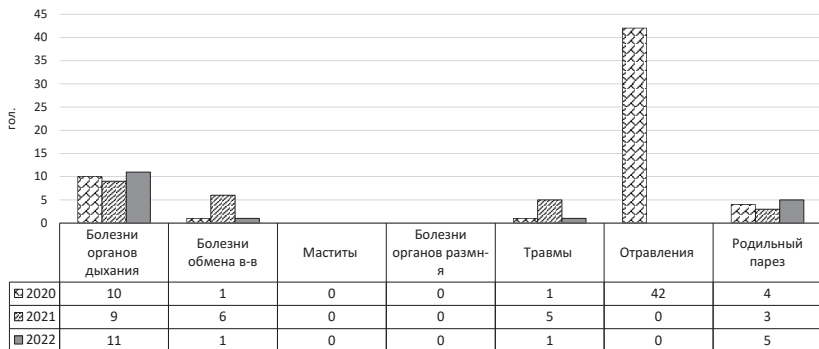 45
40
35
30
25
20
15
10
5
0
гол.
Болезни
органов
дыхания
Болезни
обмена в-в
Маститы
Болезни
органов размн-
я
Травмы
Отравления
Родильный
парез
2020 10 1 0 0 1 42 4
2021 9 6 0 0 5 0 3
2022 11 1 0 0 1 0 5